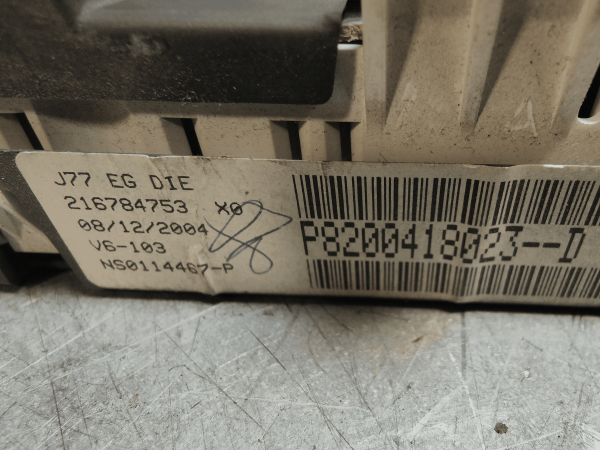 J77 EG DIE
216784753 X0
08/12/2004
V6-103
NS0114467-P
P8200418023--D